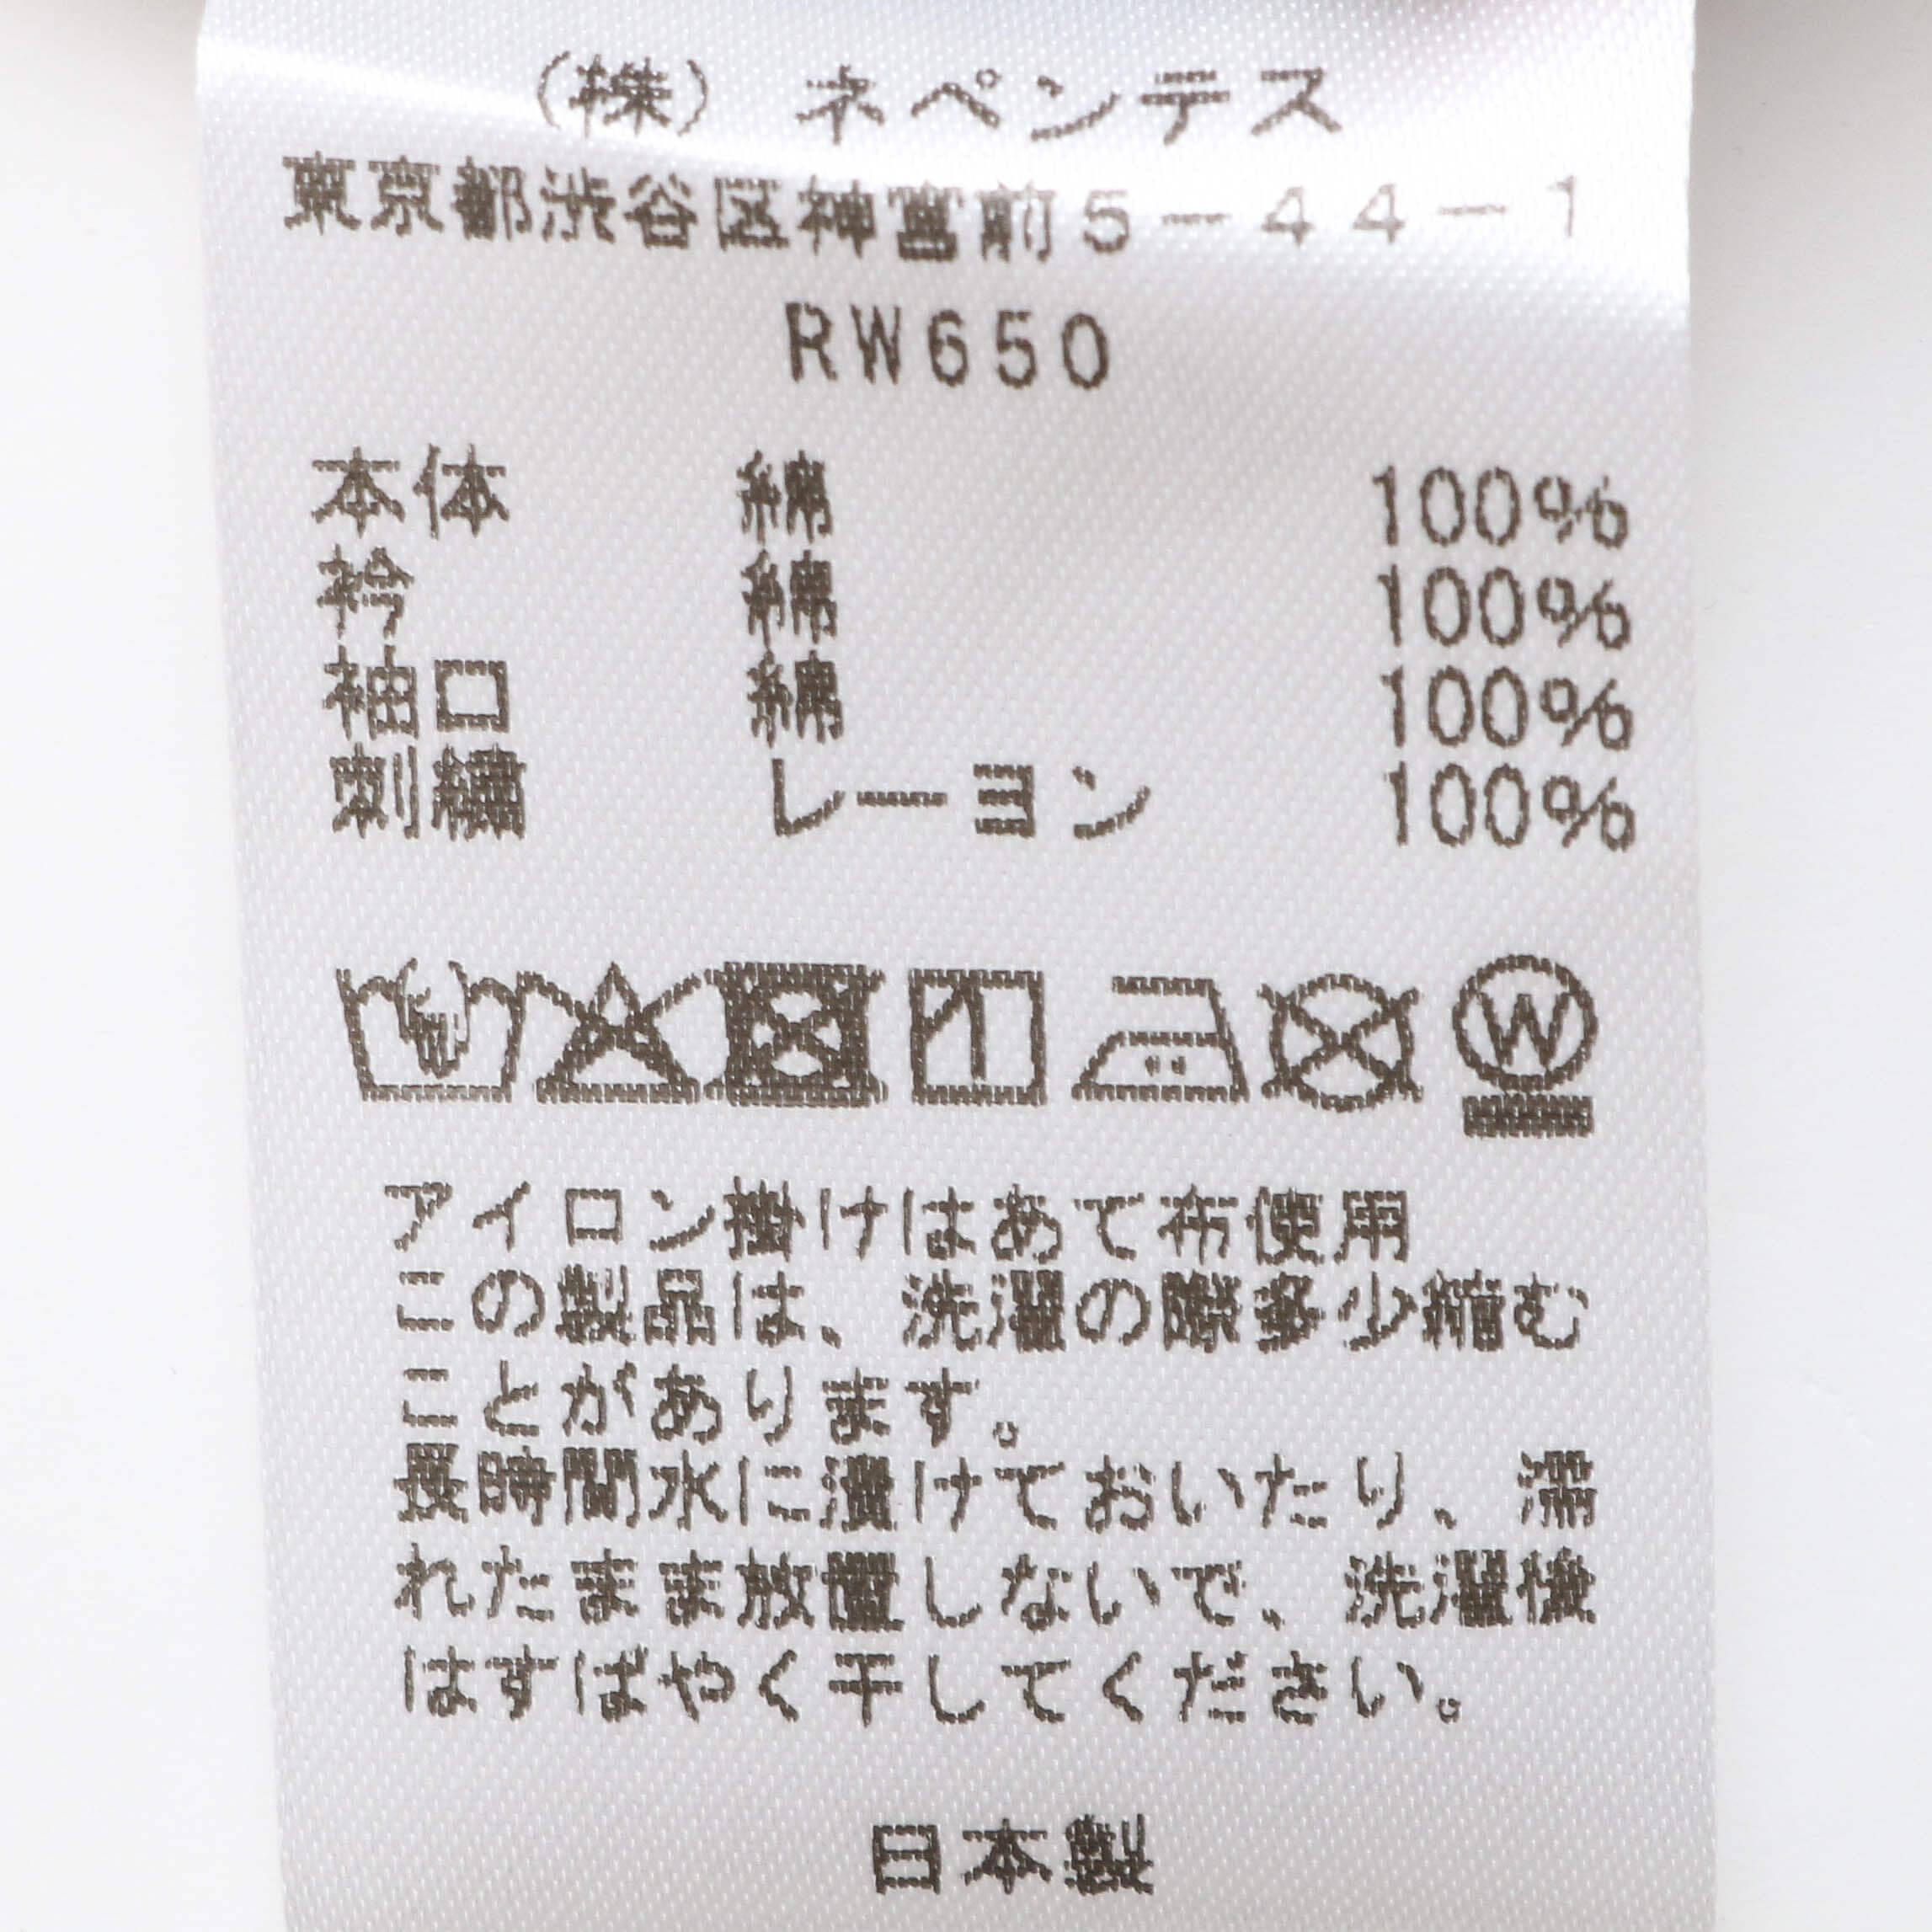 (株) ネペンテス
東京都渋谷区神宮前5-44-1
RW650
本体 綿 100%
衿 綿 100%
袖口 綿 100%
刺繍 レーヨン 100%
W
アイロン掛けはあて布使用
この製品は、洗濯の際多少縮む
ことがあります。
長時間水に漬けておいたり、濡
れたまま放置しないで、洗濯後
はすばやく干してください。
日本製